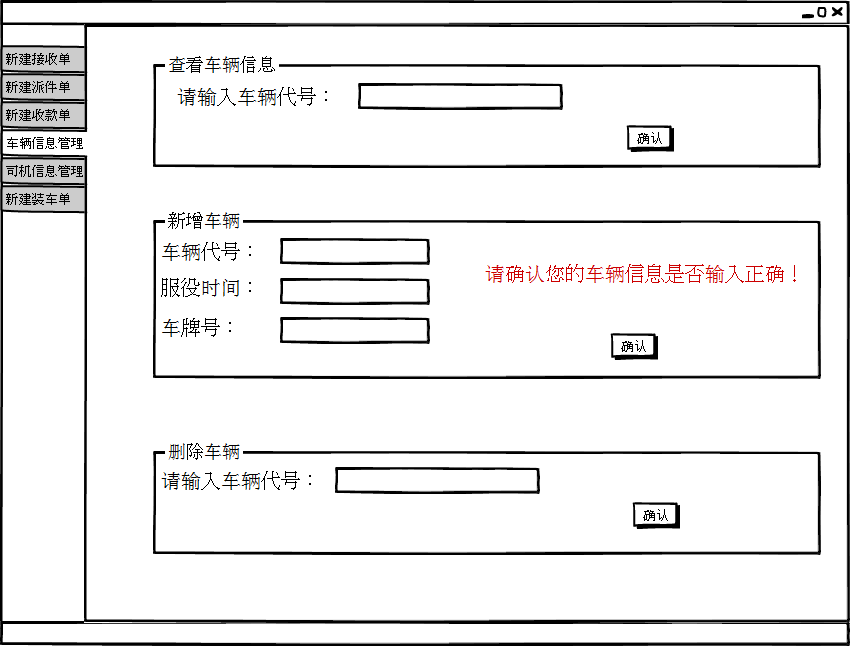 新建接收单
新建派件单
新建收款单
车辆信息管理
司机信息管理
新建装车单
查看车辆信息
请输入车辆代号：
确认
新增车辆
车辆代号：
服役时间：
车牌号：
请确认您的车辆信息是否输入正确！
确认
删除车辆
请输入车辆代号：
确认